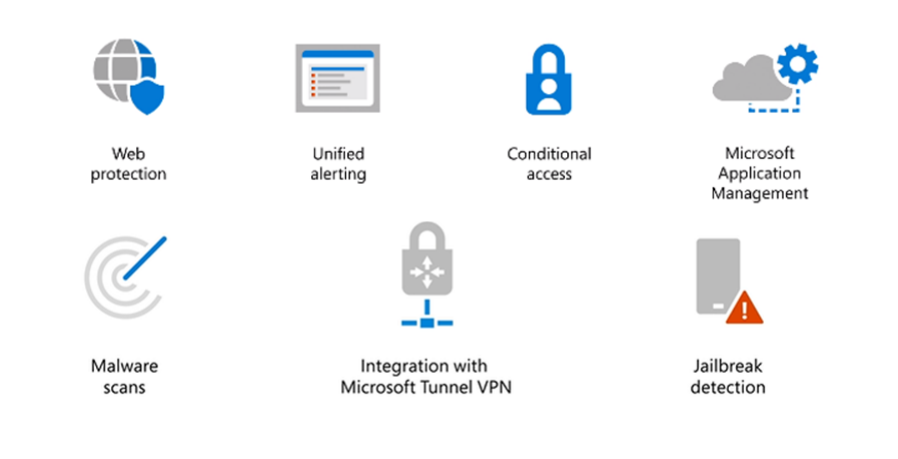 Web
protection
Unified
alerting
Conditional
access
Microsoft
Application
Management
Malware
scans
Integration with
Microsoft Tunnel VPN
Jailbreak
detection